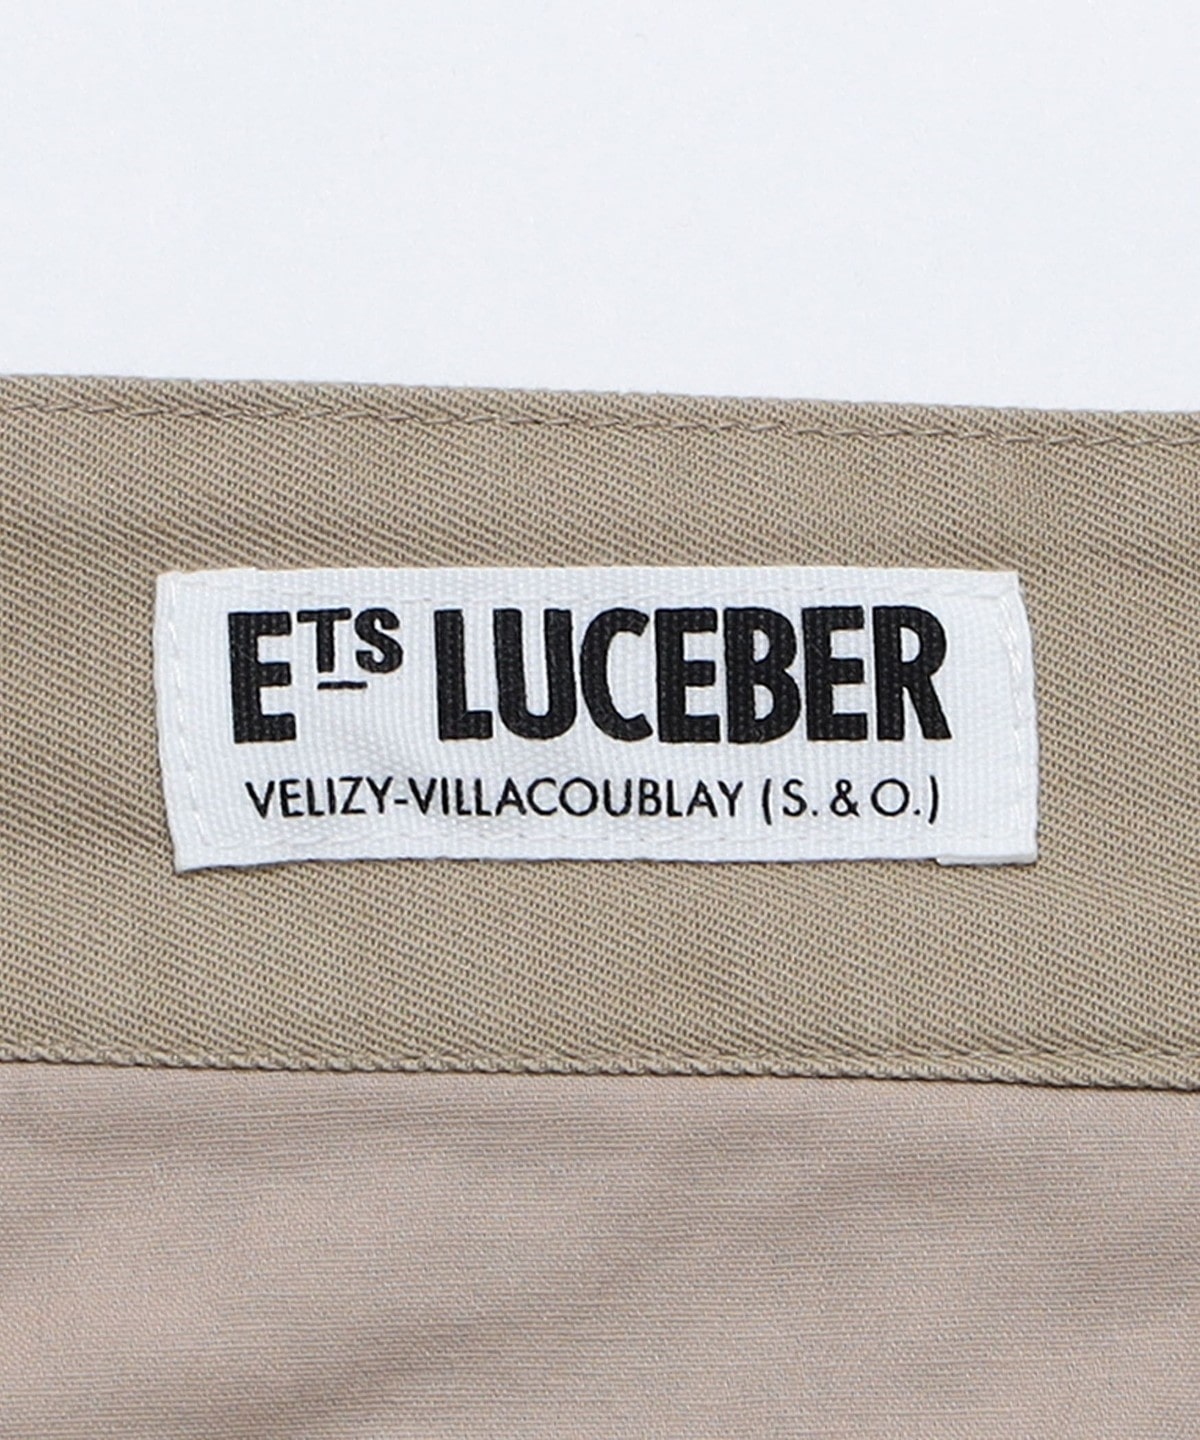 ETS LUCEBER
VELIZY-VILLACOUBLAY (S. & O.)